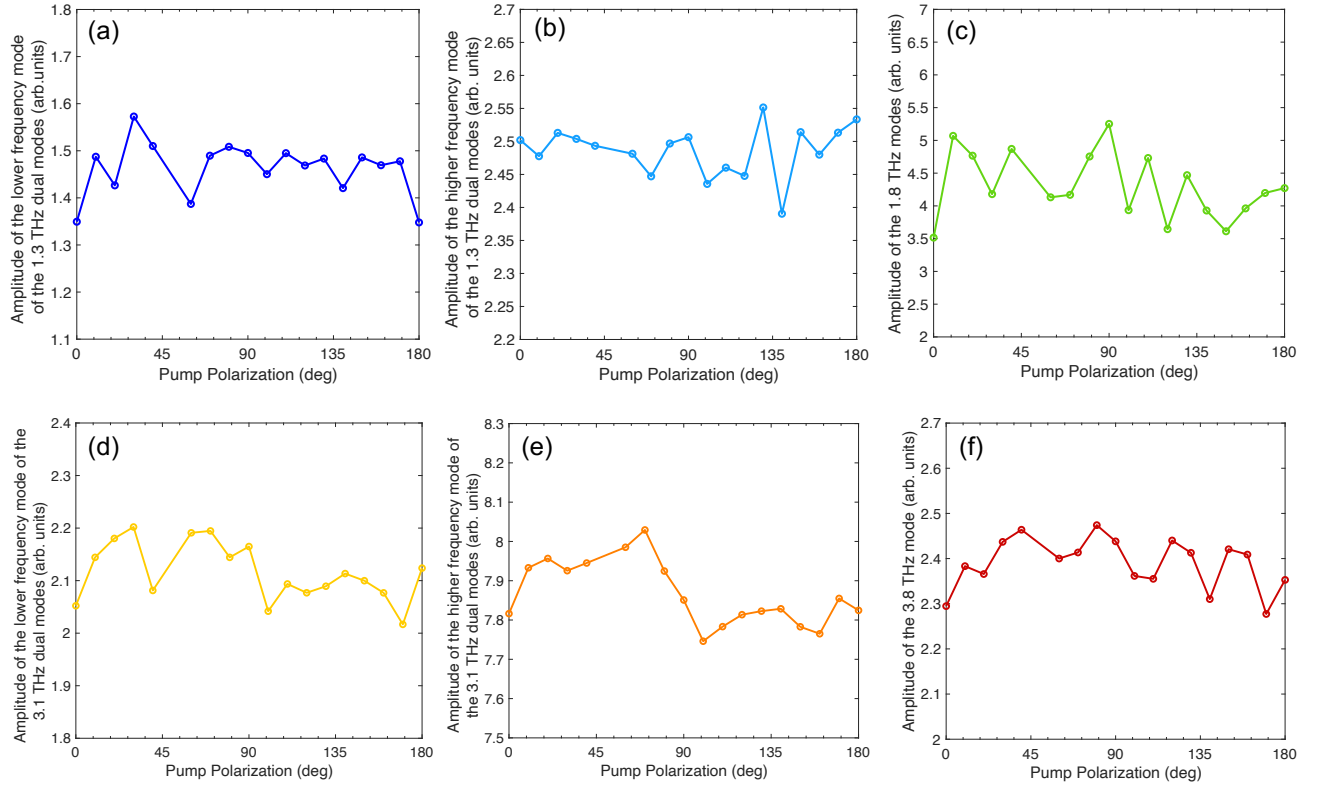 (a)
Amplitude of the lower frequency mode
of the 1.3 THz dual modes (arb.units)
1.8
1.7
1.6
1.5
1.4
1.3
1.2
1.1
0 45 90 135 180
Pump Polarization (deg)
(b)
Amplitude of the higher frequency mode
of the 1.3 THz dual modes (arb. units)
2.7
2.65
2.6
2.55
2.5
2.45
2.4
2.35
2.3
2.25
2.2
0 45 90 135 180
Pump Polarization (deg)
(c)
Amplitude of the 1.8 THz modes (arb. units)
7
6.5
6
5.5
5
4.5
4
3.5
3
2.5
2
0 45 90 135 180
Pump Polarization (deg)
(d)
Amplitude of the lower frequency mode of the
3.1 THz dual modes (arb. units)
2.4
2.3
2.2
2.1
2
1.9
1.8
0 45 90 135 180
Pump Polarization (deg)
(e)
Amplitude of the higher frequency mode of
the 3.1 THz dual modes (arb. units)
8.3
8.2
8.1
8
7.9
7.8
7.7
7.6
7.5
0 45 90 135 180
Pump Polarization (deg)
(f)
Amplitude of the 3.8 THz mode (arb. units)
2.7
2.6
2.5
2.4
2.3
2.2
2.1
2
0 45 90 135 180
Pump Polarization (deg)